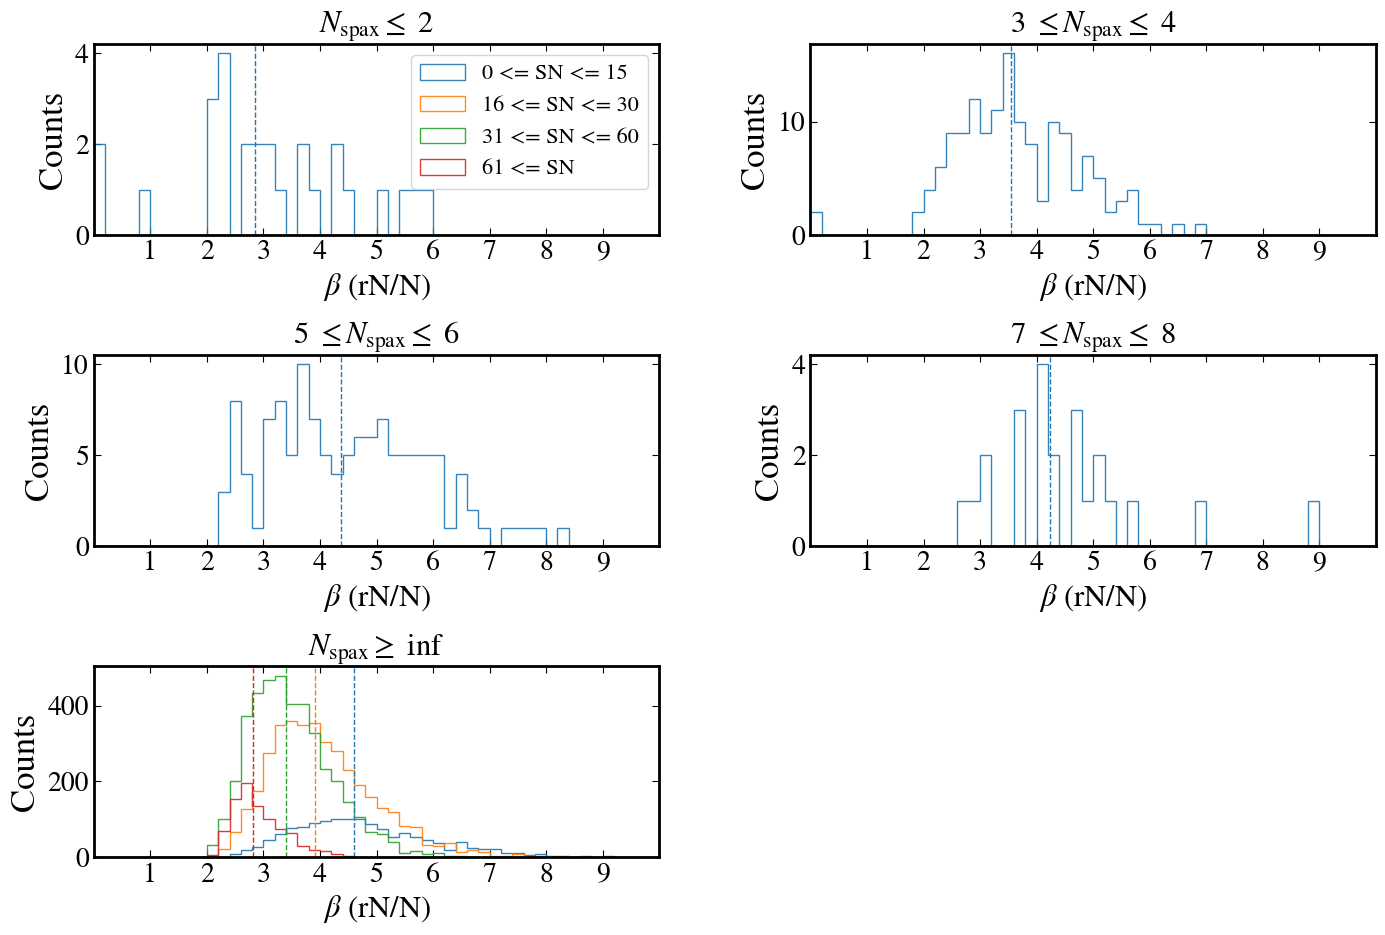 N_spax ≤ 2
4
2
0
Counts
0 <= SN <= 15
16 <= SN <= 30
31 <= SN <= 60
61 <= SN
1 2 3 4 5 6 7 8 9
β (rN/N)
3 ≤ N_spax ≤ 4
10
0
Counts
1 2 3 4 5 6 7 8 9
β (rN/N)
5 ≤ N_spax ≤ 6
10
5
0
Counts
1 2 3 4 5 6 7 8 9
β (rN/N)
7 ≤ N_spax ≤ 8
4
2
0
Counts
1 2 3 4 5 6 7 8 9
β (rN/N)
N_spax ≥ inf
400
200
0
Counts
1 2 3 4 5 6 7 8 9
β (rN/N)